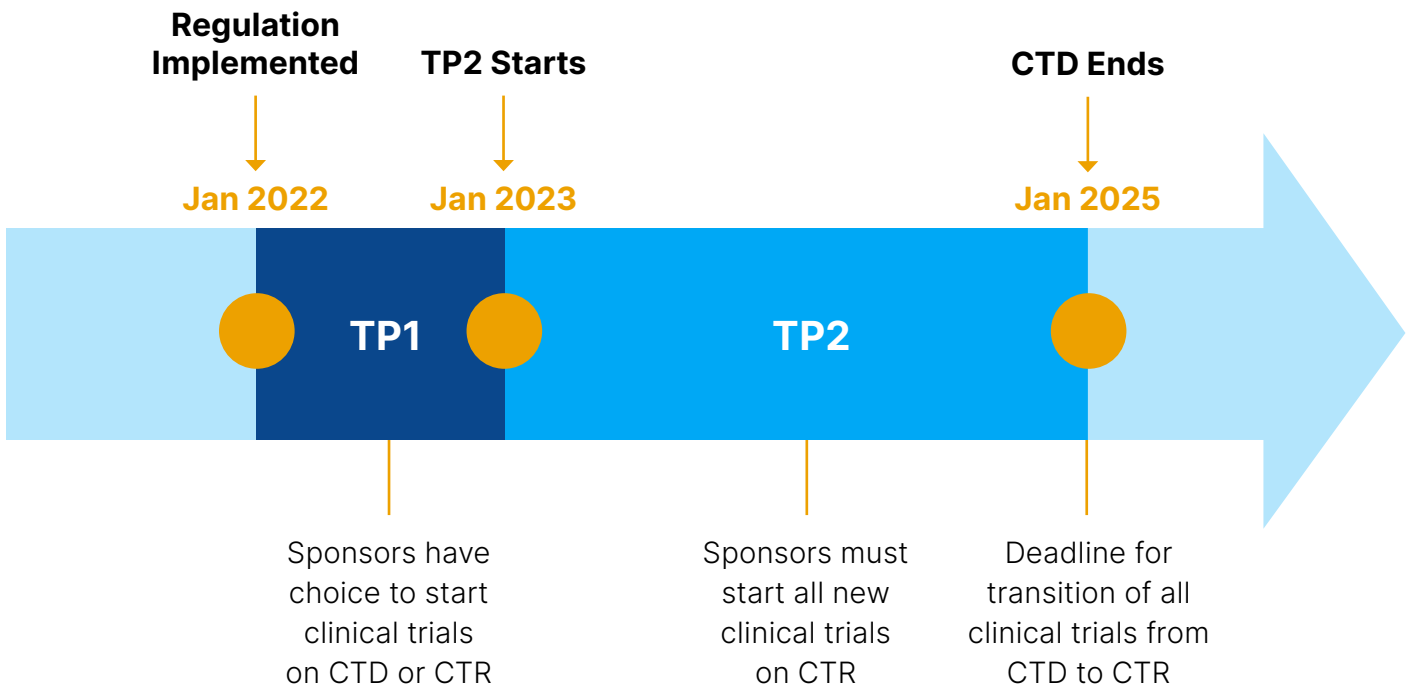 Regulation
Implemented
TP2 Starts
CTD Ends
Jan 2022
Jan 2023
Jan 2025
TP1
TP2
Sponsors have
choice to start
clinical trials
on CTD or CTR
Sponsors must
start all new
clinical trials
on CTR
Deadline for
transition of all
clinical trials from
CTD to CTR